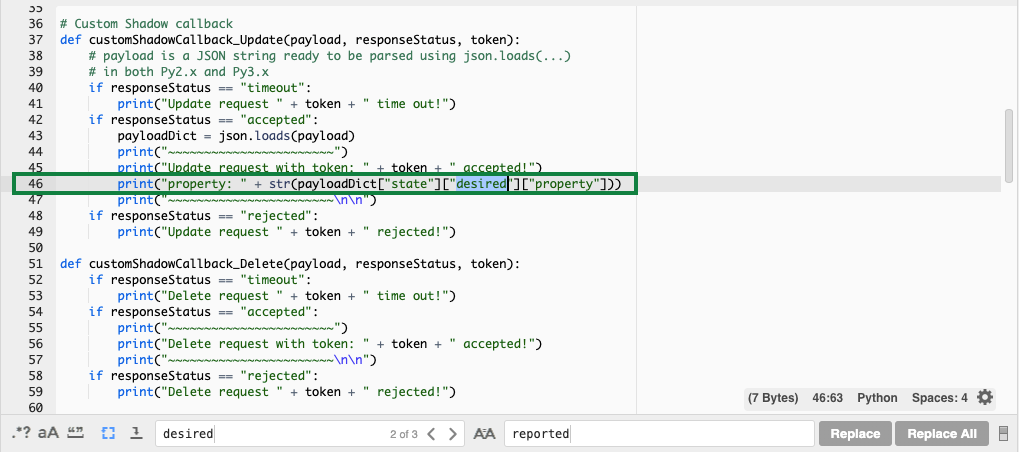 35
36 # Custom Shadow callback
37 def customShadowCallback_Update(payload, responseStatus, token):
38     # payload is a JSON string ready to be parsed using json.loads(...)
39     # in both Py2.x and Py3.x
40     if responseStatus == "timeout":
41         print("Update request " + token + " time out!")
42     if responseStatus == "accepted":
43         payloadDict = json.loads(payload)
44         print("~~~~~~~~~~~~~~~~~~~~~~~")
45         print("Update request with token: " + token + " accepted!")
46         print("property: " + str(payloadDict["state"]["desired"]["property"]))
47         print("~~~~~~~~~~~~~~~~~~~~~~~\n\n")
48     if responseStatus == "rejected":
49         print("Update request " + token + " rejected!")
50
51 def customShadowCallback_Delete(payload, responseStatus, token):
52     if responseStatus == "timeout":
53         print("Delete request " + token + " time out!")
54     if responseStatus == "accepted":
55         print("~~~~~~~~~~~~~~~~~~~~~~~")
56         print("Delete request with token: " + token + " accepted!")
57         print("~~~~~~~~~~~~~~~~~~~~~~~\n\n")
58     if responseStatus == "rejected":
59         print("Delete request " + token + " rejected!")
60
(7 Bytes) 46:63 Python Spaces: 4
.*? aA "" desired 2 of 3 AA reported Replace Replace All